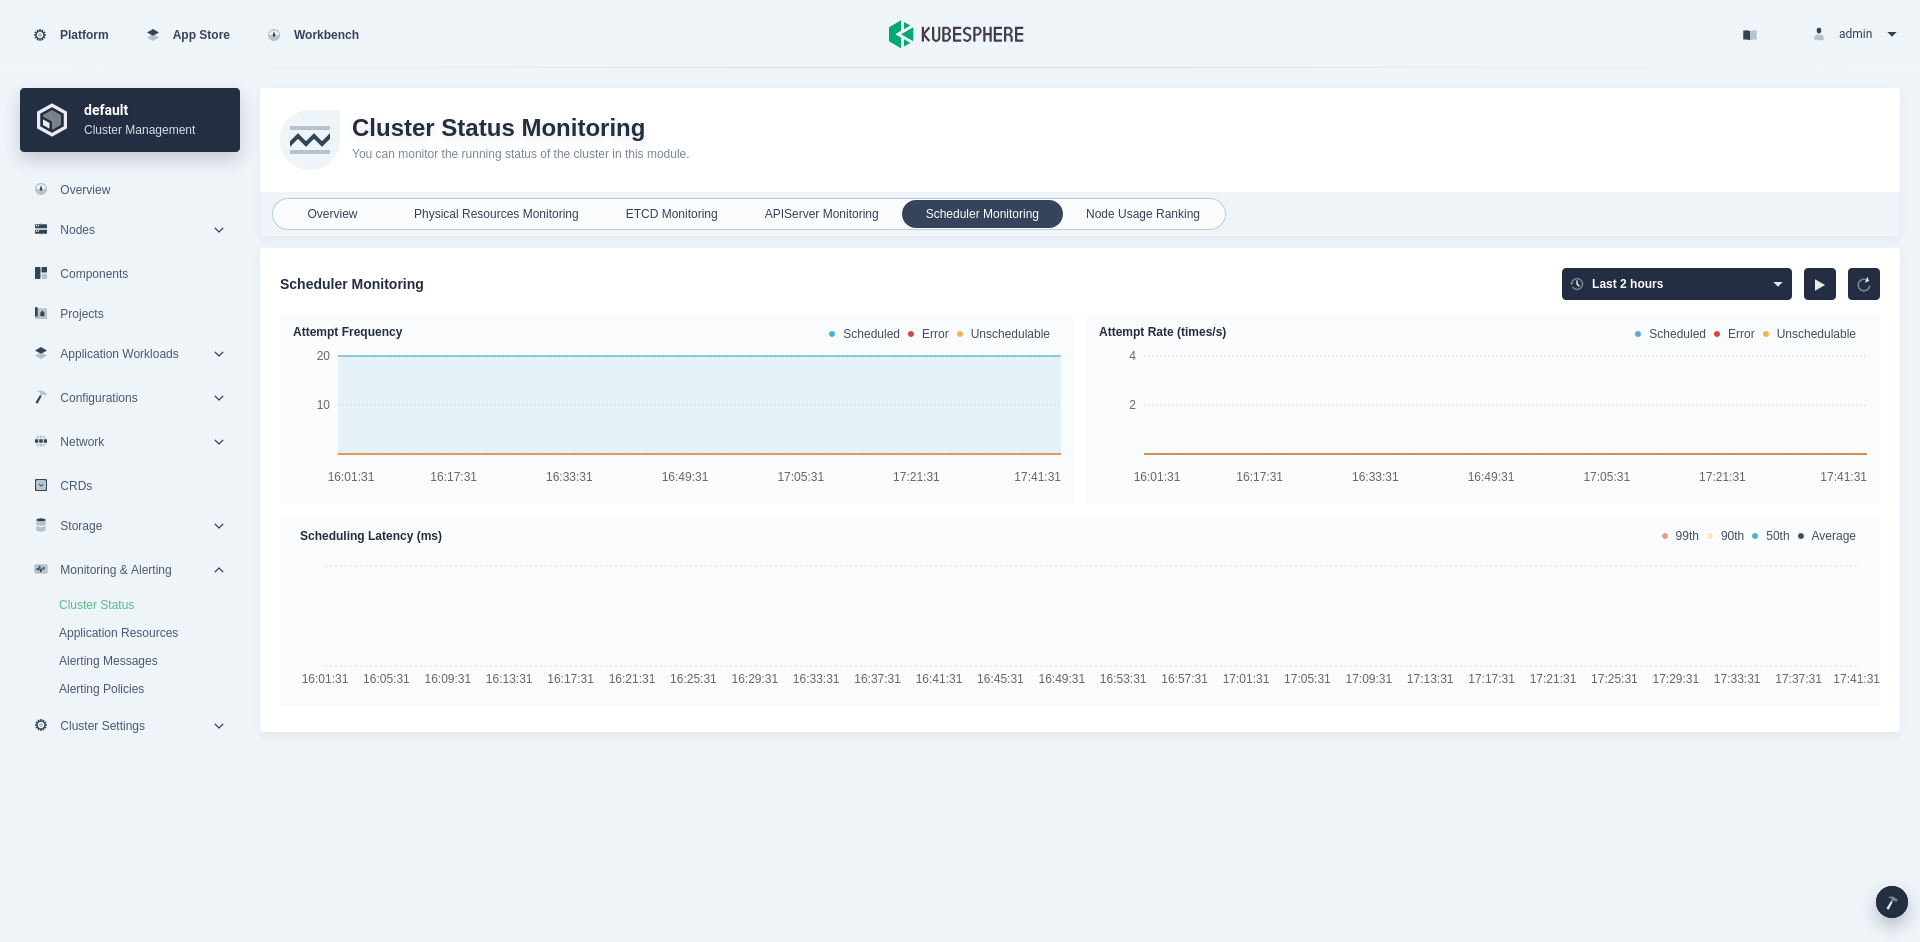 Platform
App Store
Workbench
KUBESPHERE
admin
default
Cluster Management
Overview
Nodes
Components
Projects
Application Workloads
Configurations
Network
CRDs
Storage
Monitoring & Alerting
Cluster Status
Application Resources
Alerting Messages
Alerting Policies
Cluster Settings
Cluster Status Monitoring
You can monitor the running status of the cluster in this module.
Overview
Physical Resources Monitoring
ETCD Monitoring
APIServer Monitoring
Scheduler Monitoring
Node Usage Ranking
Scheduler Monitoring
Last 2 hours
Attempt Frequency
Scheduled Error Unschedulable
20
10
16:01:31 16:17:31 16:33:31 16:49:31 17:05:31 17:21:31 17:41:31
Attempt Rate (times/s)
Scheduled Error Unschedulable
4
2
16:01:31 16:17:31 16:33:31 16:49:31 17:05:31 17:21:31 17:41:31
Scheduling Latency (ms)
99th 90th 50th Average
16:01:31 16:05:31 16:09:31 16:13:31 16:17:31 16:21:31 16:25:31 16:29:31 16:33:31 16:37:31 16:41:31 16:45:31 16:49:31 16:53:31 16:57:31 17:01:31 17:05:31 17:09:31 17:13:31 17:17:31 17:21:31 17:25:31 17:29:31 17:33:31 17:37:31 17:41:31